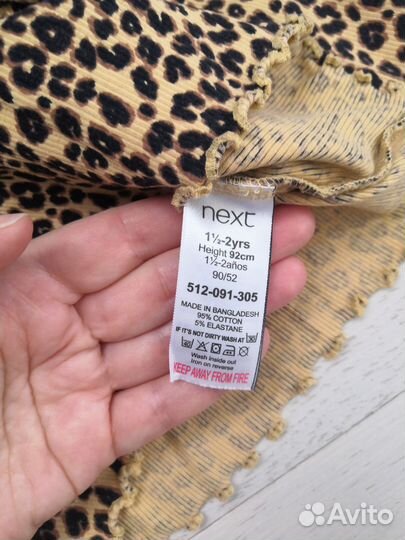 next
1½-2yrs
Height 92cm
1½-2años
90/52
512-091-305
MADE IN BANGLADESH
95% COTTON
5% ELASTANE
IF IT'S NOT DIRTY WASH AT 30
Wash inside out
Iron on reverse
KEEP AWAY FROM FIRE
Avito